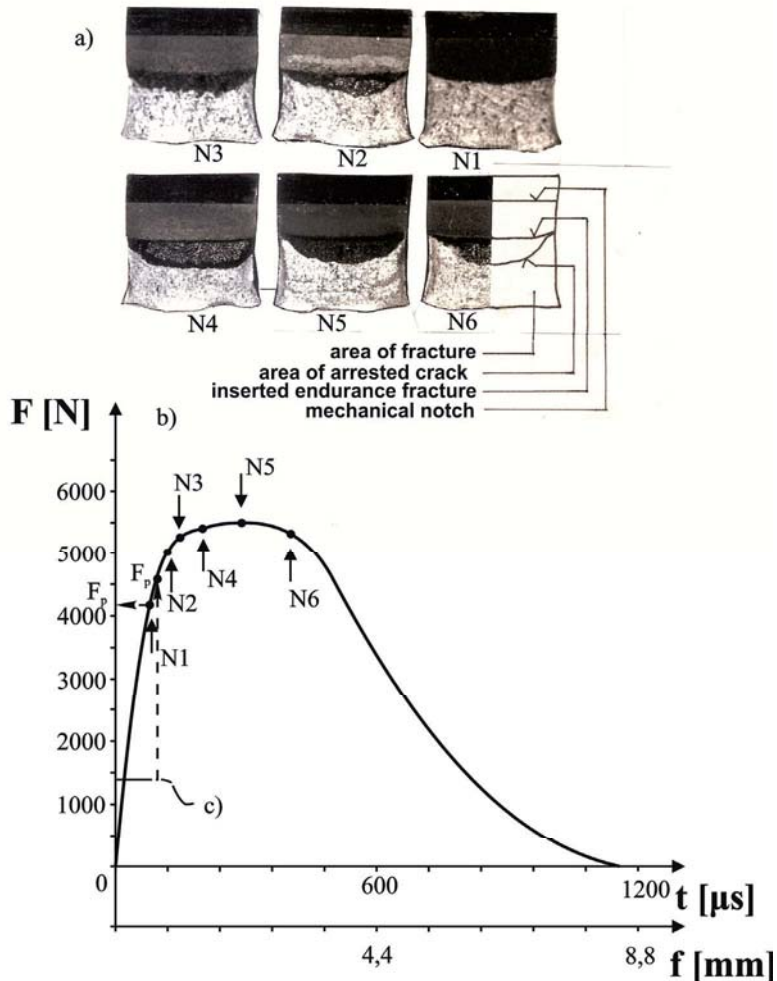 a)
N3 N2 N1
N4 N5 N6
area of fracture
area of arrested crack
inserted endurance fracture
mechanical notch
F [N] b)
N5
6000 N3
5000
N4
Fp
Fp N2 N6
4000
N1
3000
2000
1000 c)
0 600 1200 t [µs]
4,4 8,8 f [mm]